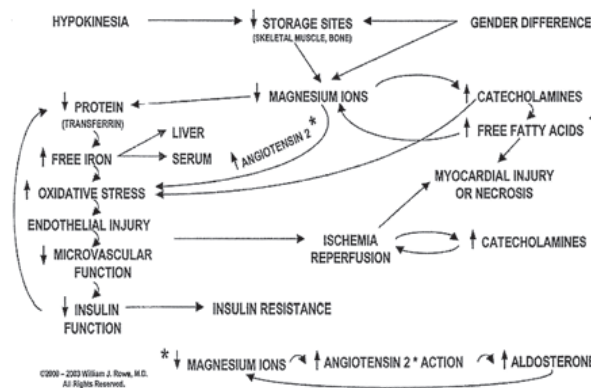 HYPOKINESIA
STORAGE SITES
GENDER DIFFERENCE
(SKELETAL MUSCLE, BONE)
PROTEIN
(TRANSFERRIN)
MAGNESIUM IONS
CATECHOLAMINES
FREE FATTY ACIDS
LIVER
SERUM
ANGIOTENSIN 2 *
FREE IRON
OXIDATIVE STRESS
MYOCARDIAL INJURY
OR NECROSIS
ENDOTHELIAL INJURY
MICROVASCULAR
FUNCTION
ISCHEMIA
REPERFUSION
CATECHOLAMINES
INSULIN
FUNCTION
INSULIN RESISTANCE
* MAGNESIUM IONS ANGIOTENSIN 2 * ACTION ALDOSTERONE
©2000 – 2003 William J. Rowe, M.D.
All Rights Reserved.